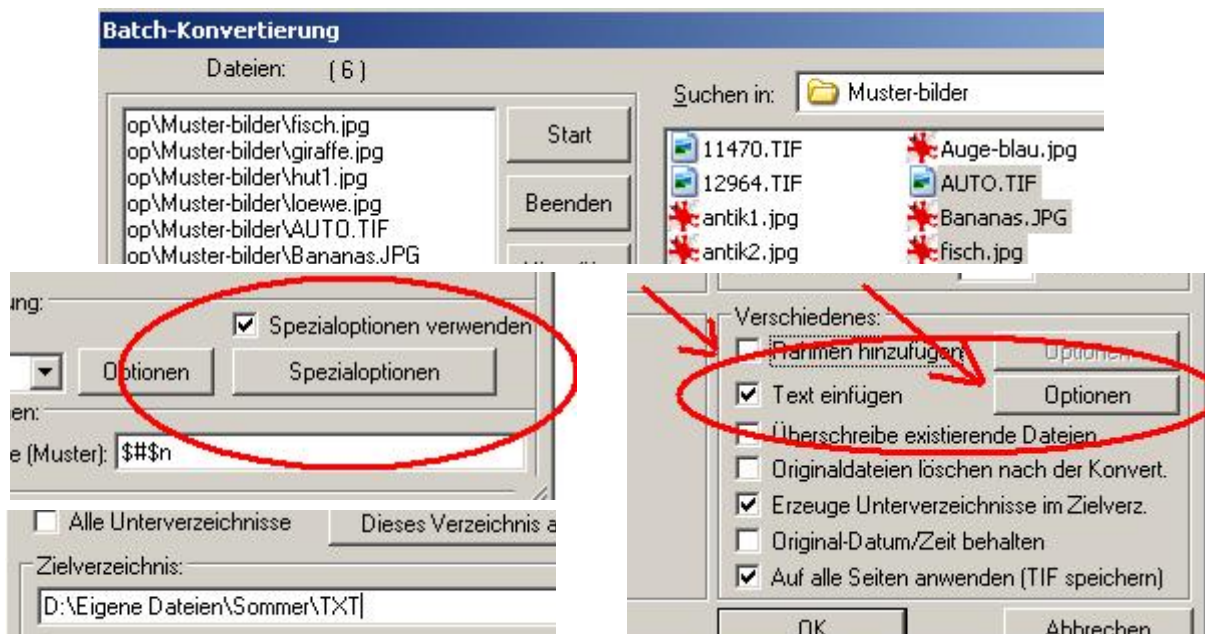 Batch-Konvertierung
Dateien: ( 6 )
op\Muster-bilder\fisch.jpg
op\Muster-bilder\giraffe.jpg
op\Muster-bilder\hut1.jpg
op\Muster-bilder\loewe.jpg
op\Muster-bilder\AUTO.TIF
op\Muster-bilder\Bananas.JPG
Start
Beenden
Suchen in: Muster-bilder
11470.TIF
12964.TIF
antik1.jpg
antik2.jpg
Auge-blau.jpg
AUTO.TIF
Bananas.JPG
fisch.jpg
ung:
Spezialoptionen verwenden
Optionen Spezialoptionen
en:
e (Muster): $#$n
Alle Unterverzeichnisse Dieses Verzeichnis a
Zielverzeichnis:
D:\Eigene Dateien\Sommer\TXT
Verschiedenes:
Rahmen hinzufügen Optionen
Text einfügen Optionen
Überschreibe existierende Dateien
Originaldateien löschen nach der Konvert.
Erzeuge Unterverzeichnisse im Zielverz.
Original-Datum/Zeit behalten
Auf alle Seiten anwenden (TIF speichern)
OK Abbrechen